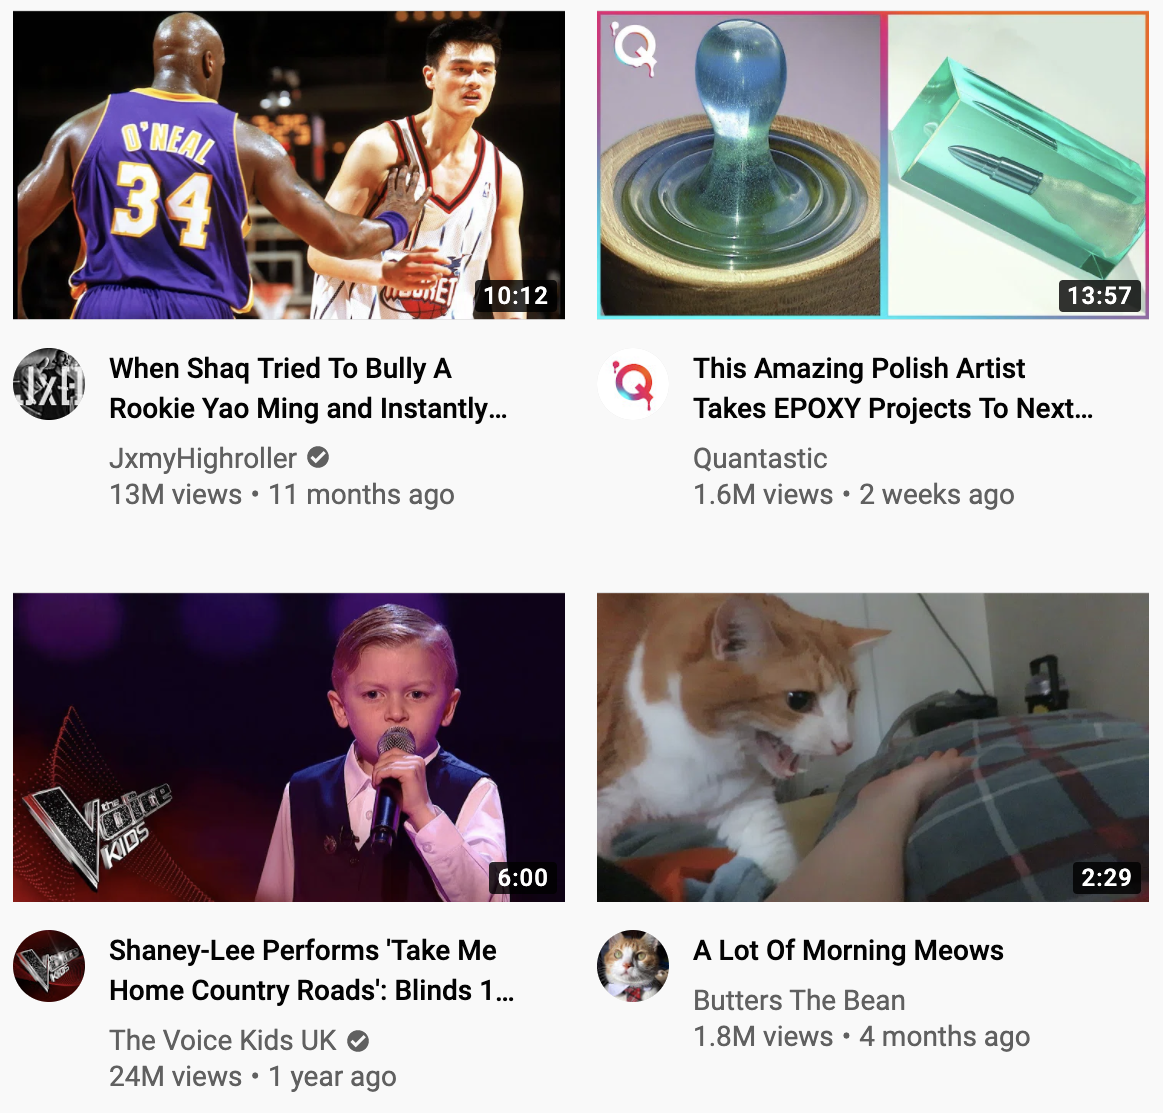 O'NEAL
34
10:12
When Shaq Tried To Bully A
Rookie Yao Ming and Instantly...
JxmyHighroller
13M views • 11 months ago
Q
13:57
Q
This Amazing Polish Artist
Takes EPOXY Projects To Next...
Quantastic
1.6M views • 2 weeks ago
the
Voice
KIDS
6:00
Shaney-Lee Performs 'Take Me
Home Country Roads': Blinds 1...
The Voice Kids UK
24M views • 1 year ago
2:29
A Lot Of Morning Meows
Butters The Bean
1.8M views • 4 months ago